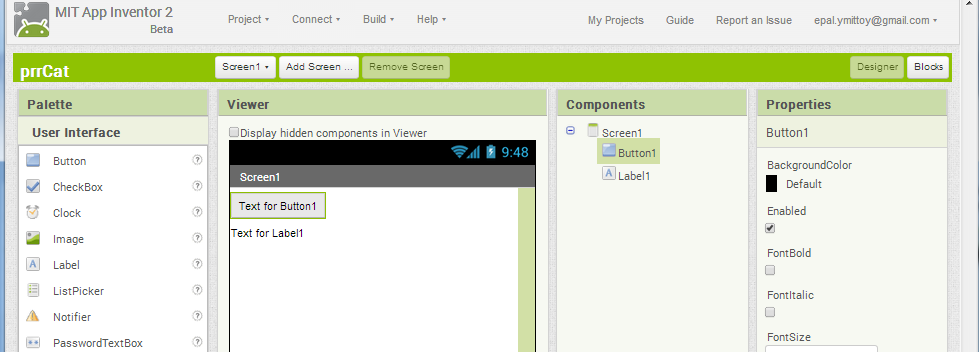 MIT App Inventor 2
Beta
Project Connect Build Help
My Projects Guide Report an Issue epal.ymittoy@gmail.com
prrCat
Screen1 Add Screen ... Remove Screen
Designer Blocks
Palette
User Interface
Button ?
CheckBox ?
Clock ?
Image ?
Label ?
ListPicker ?
Notifier ?
PasswordTextBox ?
Viewer
Display hidden components in Viewer
9:48
Screen1
Text for Button1
Text for Label1
Components
Screen1
Button1
A Label1
Properties
Button1
BackgroundColor
Default
Enabled
FontBold
FontItalic
FontSize